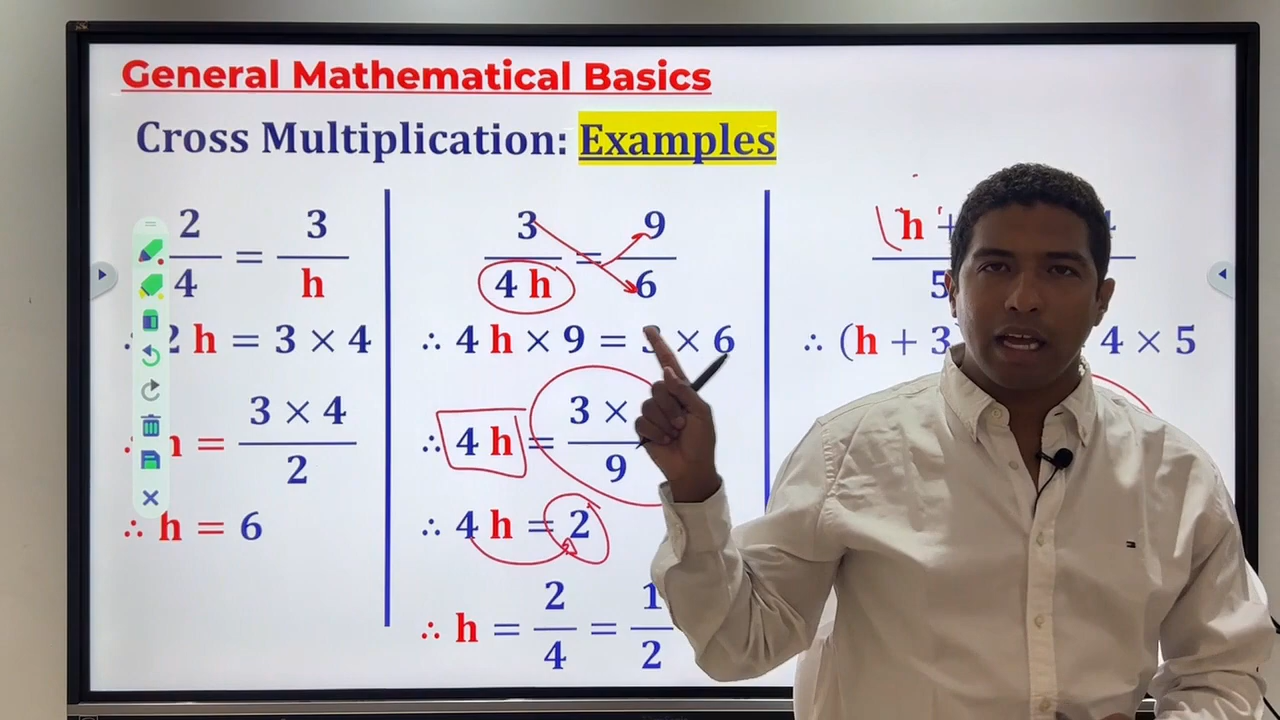 General Mathematical Basics
Cross Multiplication: Examples
2/4 = 3/h
2 h = 3 × 4
h = 3 × 4/2
∴ h = 6
3/4 h = 9/6
∴ 4 h × 9 = × 6
∴ 4 h = 3 ×/9
∴ 4 h = 2
∴ h = 2/4 = 1/2
h +/5
∴ (h + 3 4 × 5